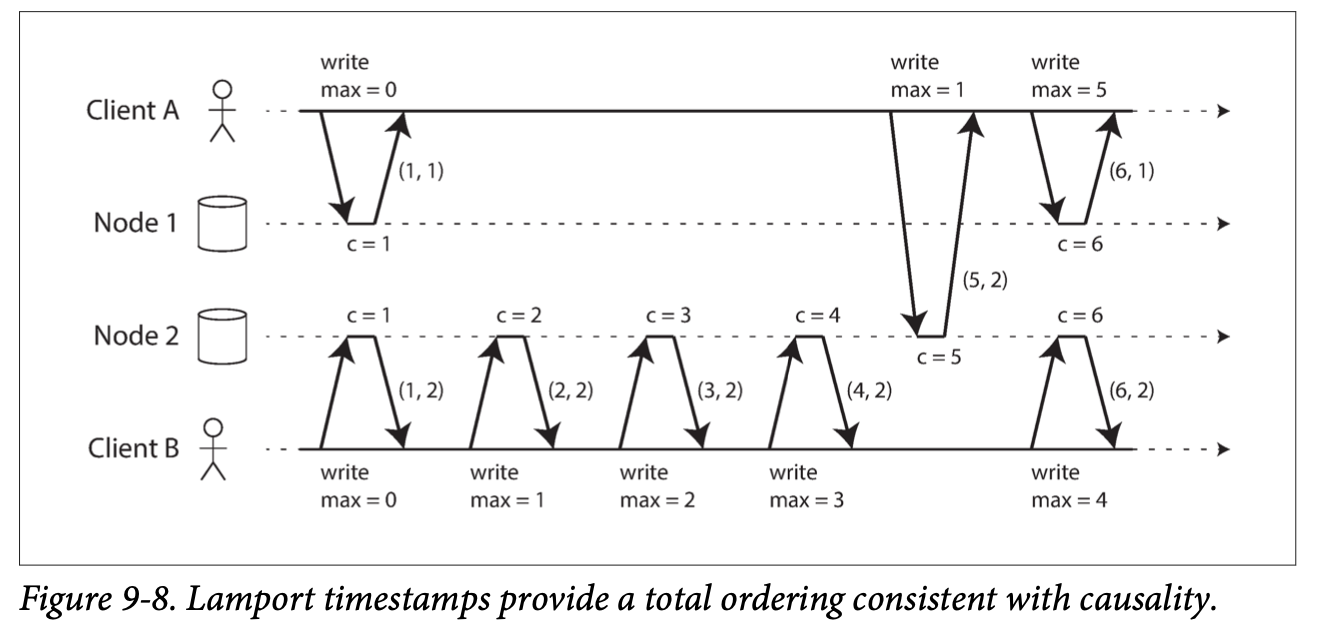 write
max = 0
write
max = 1
write
max = 5
Client A
(1, 1)
(6, 1)
Node 1
c = 1
c = 6
(5, 2)
c = 1
c = 2
c = 3
c = 4
c = 6
Node 2
c = 5
(1, 2)
(2, 2)
(3, 2)
(4, 2)
(6, 2)
Client B
write
max = 0
write
max = 1
write
max = 2
write
max = 3
write
max = 4
Figure 9-8. Lamport timestamps provide a total ordering consistent with causality.